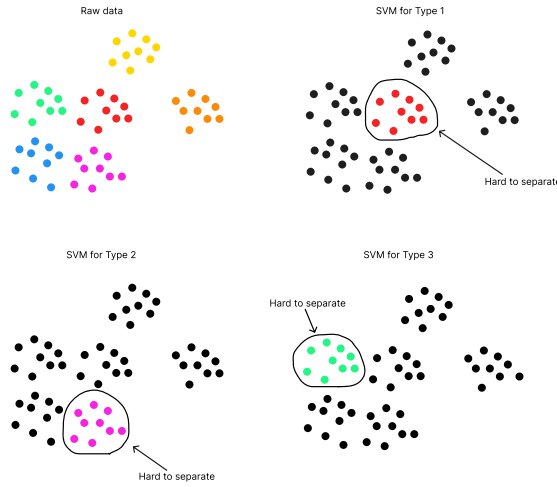 Raw data
SVM for Type 1
Hard to separate
SVM for Type 2
SVM for Type 3
Hard to separate
Hard to separate